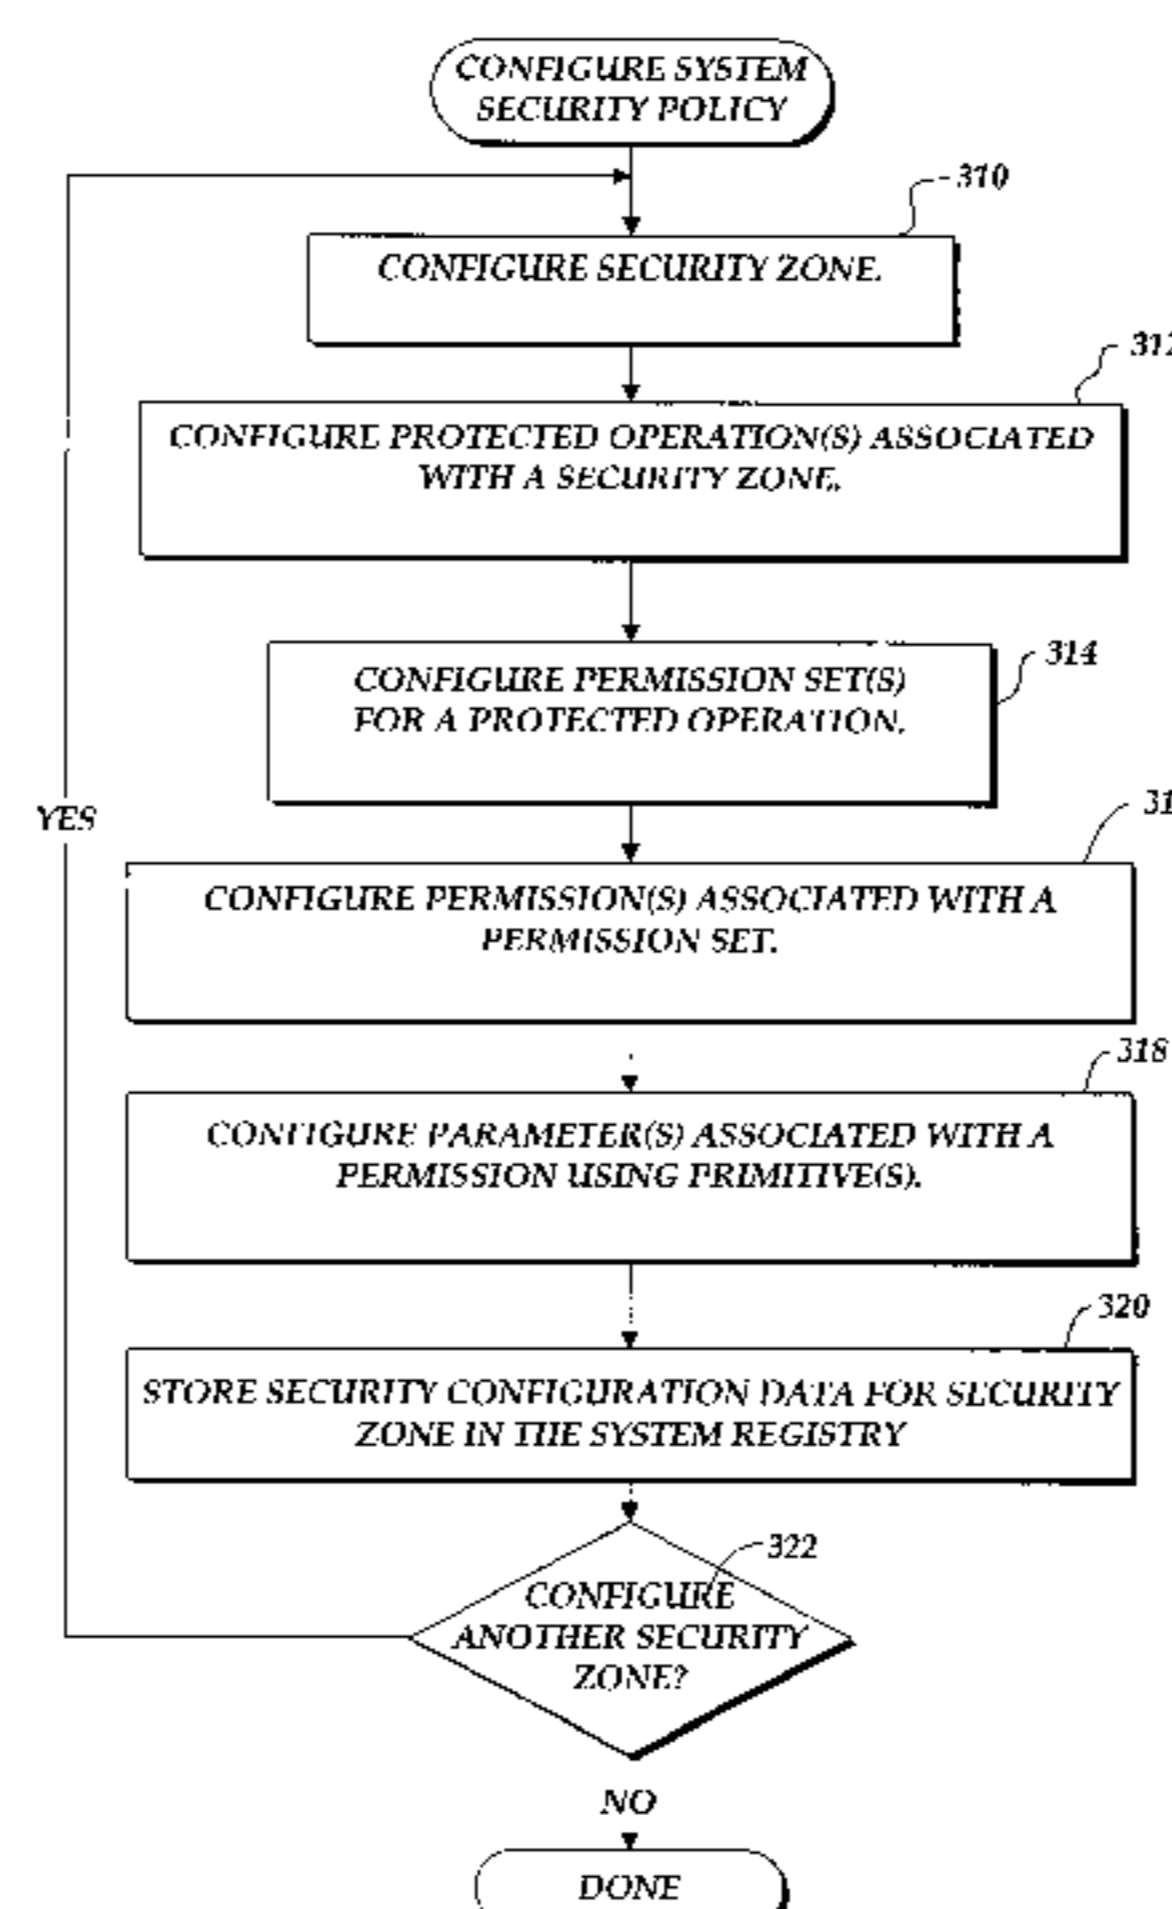 CONFIGURE SYSTEM
SECURITY POLICY
310
CONFIGURE SECURITY ZONE.
312
CONFIGURE PROTECTED OPERATION(S) ASSOCIATED
WITH A SECURITY ZONE.
314
CONFIGURE PERMISSION SET(S)
FOR A PROTECTED OPERATION.
YES
CONFIGURE PERMISSION(S) ASSOCIATED WITH A
PERMISSION SET.
318
CONFIGURE PARAMETER(S) ASSOCIATED WITH A
PERMISSION USING PRIMITIVE(S).
320
STORE SECURITY CONFIGURATION DATA FOR SECURITY
ZONE IN THE SYSTEM REGISTRY
322
CONFIGURE
ANOTHER SECURITY
ZONE?
NO
DONE